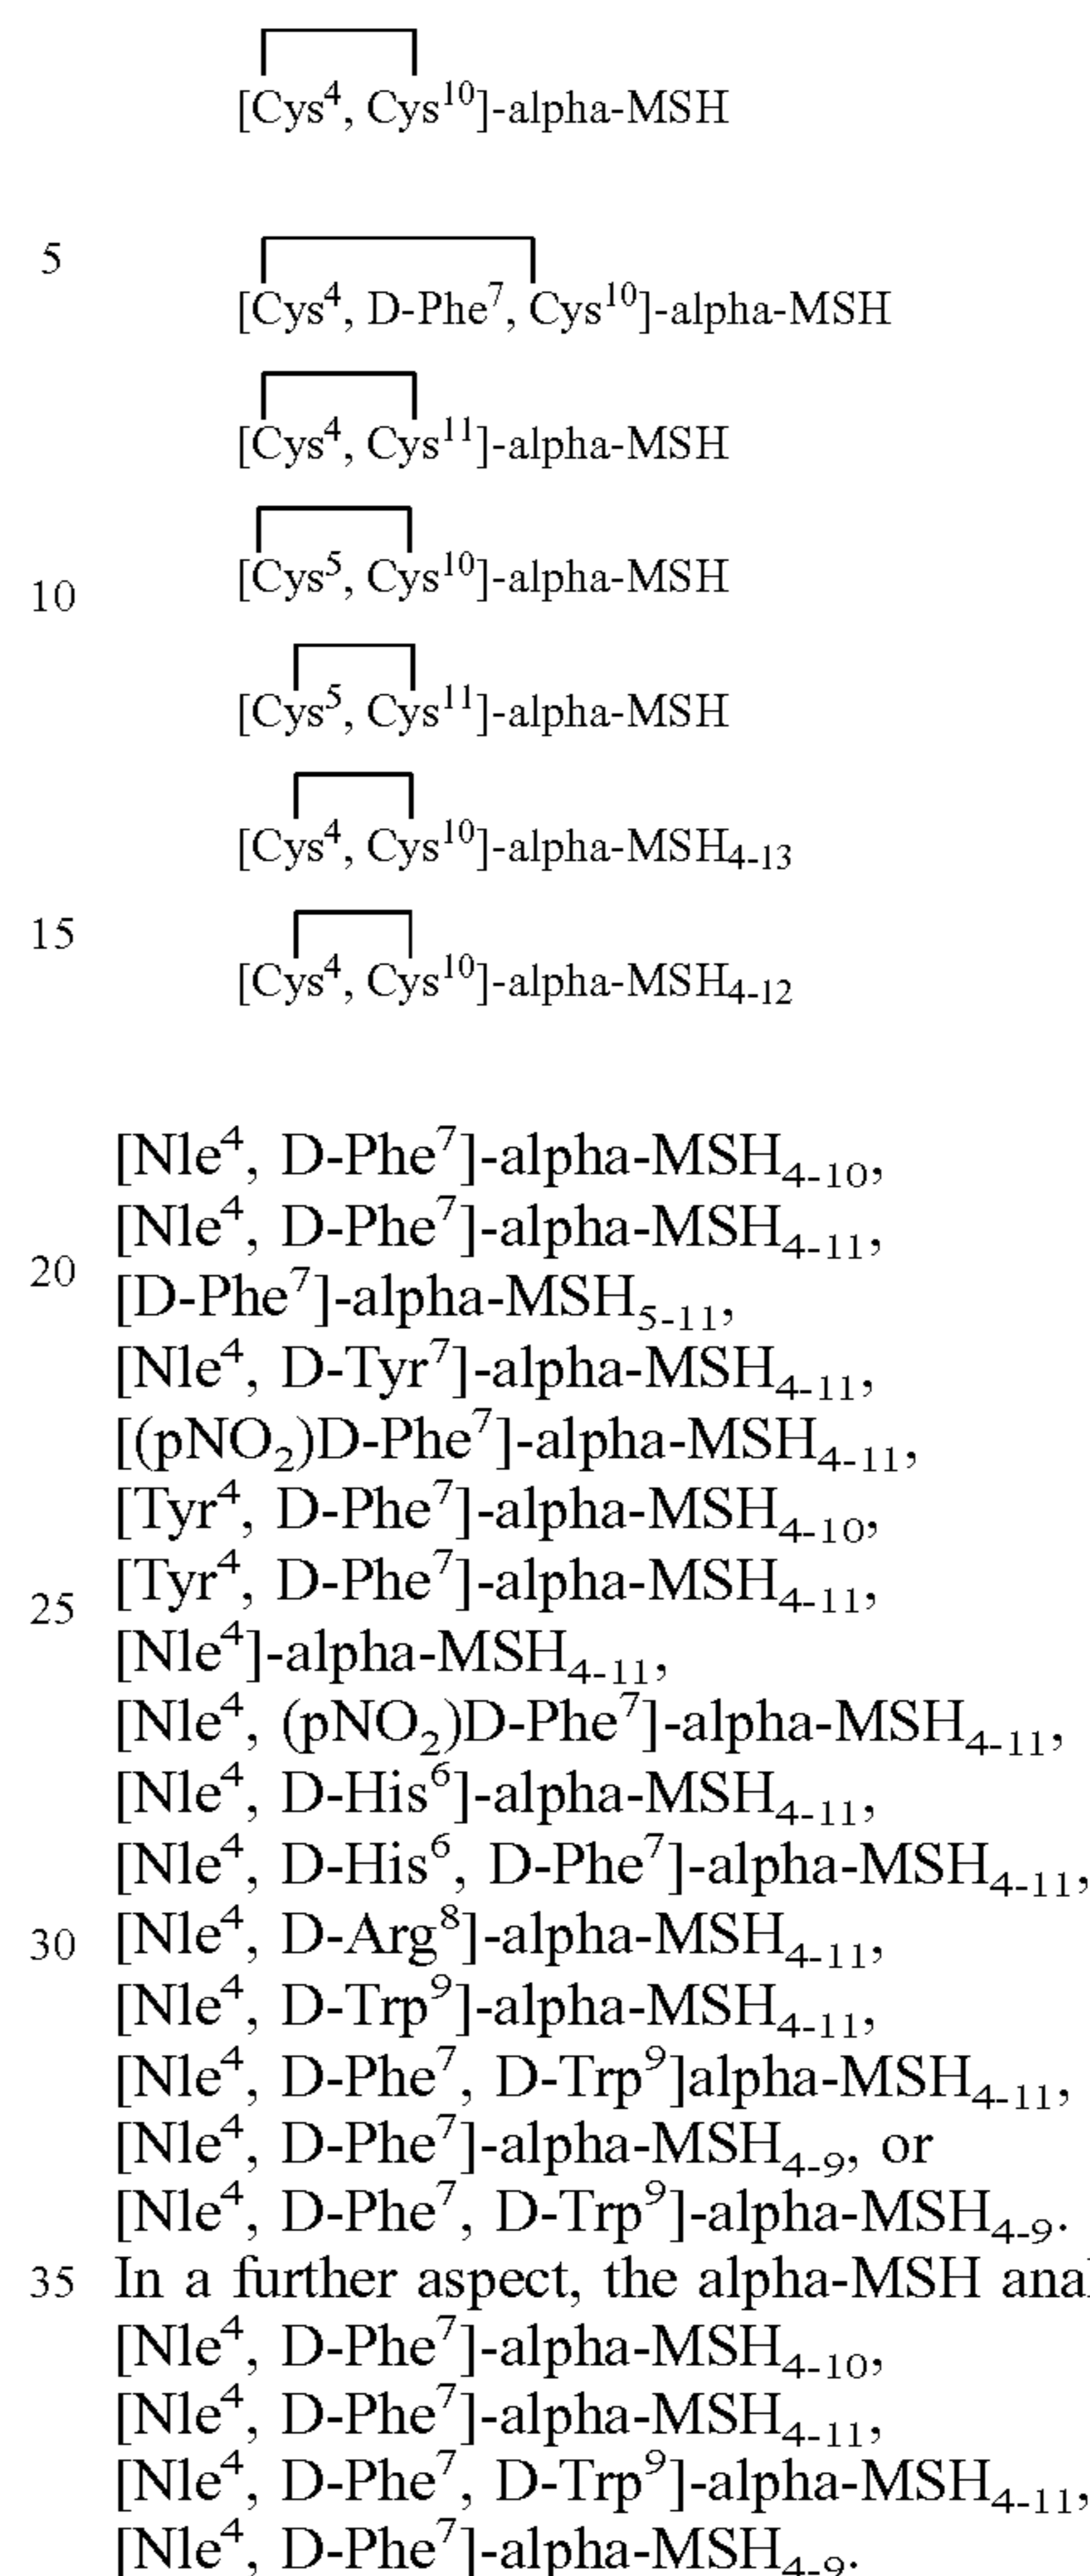 [Cys⁴, Cys¹⁰]-alpha-MSH
5
[Cys⁴, D-Phe⁷, Cys¹⁰]-alpha-MSH
[Cys⁴, Cys¹¹]-alpha-MSH
[Cys⁵, Cys¹⁰]-alpha-MSH
10
[Cys⁵, Cys¹¹]-alpha-MSH
[Cys⁴, Cys¹⁰]-alpha-MSH₄₋₁₃
15
[Cys⁴, Cys¹⁰]-alpha-MSH₄₋₁₂
[Nle⁴, D-Phe⁷]-alpha-MSH₄₋₁₀,
[Nle⁴, D-Phe⁷]-alpha-MSH₄₋₁₁,
20 [D-Phe⁷]-alpha-MSH₅₋₁₁,
[Nle⁴, D-Tyr⁷]-alpha-MSH₄₋₁₁,
[(pNO₂)D-Phe⁷]-alpha-MSH₄₋₁₁,
[Tyr⁴, D-Phe⁷]-alpha-MSH₄₋₁₀,
[Tyr⁴, D-Phe⁷]-alpha-MSH₄₋₁₁,
25 [Nle⁴]-alpha-MSH₄₋₁₁,
[Nle⁴, (pNO₂)D-Phe⁷]-alpha-MSH₄₋₁₁,
[Nle⁴, D-His⁶]-alpha-MSH₄₋₁₁,
[Nle⁴, D-His⁶, D-Phe⁷]-alpha-MSH₄₋₁₁,
30 [Nle⁴, D-Arg⁸]-alpha-MSH₄₋₁₁,
[Nle⁴, D-Trp⁹]-alpha-MSH₄₋₁₁,
[Nle⁴, D-Phe⁷, D-Trp⁹]alpha-MSH₄₋₁₁,
[Nle⁴, D-Phe⁷]-alpha-MSH₄₋₉, or
[Nle⁴, D-Phe⁷, D-Trp⁹]-alpha-MSH₄₋₉.
35 In a further aspect, the alpha-MSH
[Nle⁴, D-Phe⁷]-alpha-MSH₄₋₁₀,
[Nle⁴, D-Phe⁷]-alpha-MSH₄₋₁₁,
[Nle⁴, D-Phe⁷, D-Trp⁹]-alpha-MSH₄₋₁₁,
[Nle⁴, D-Phe⁷]-alpha-MSH₄₋₉.